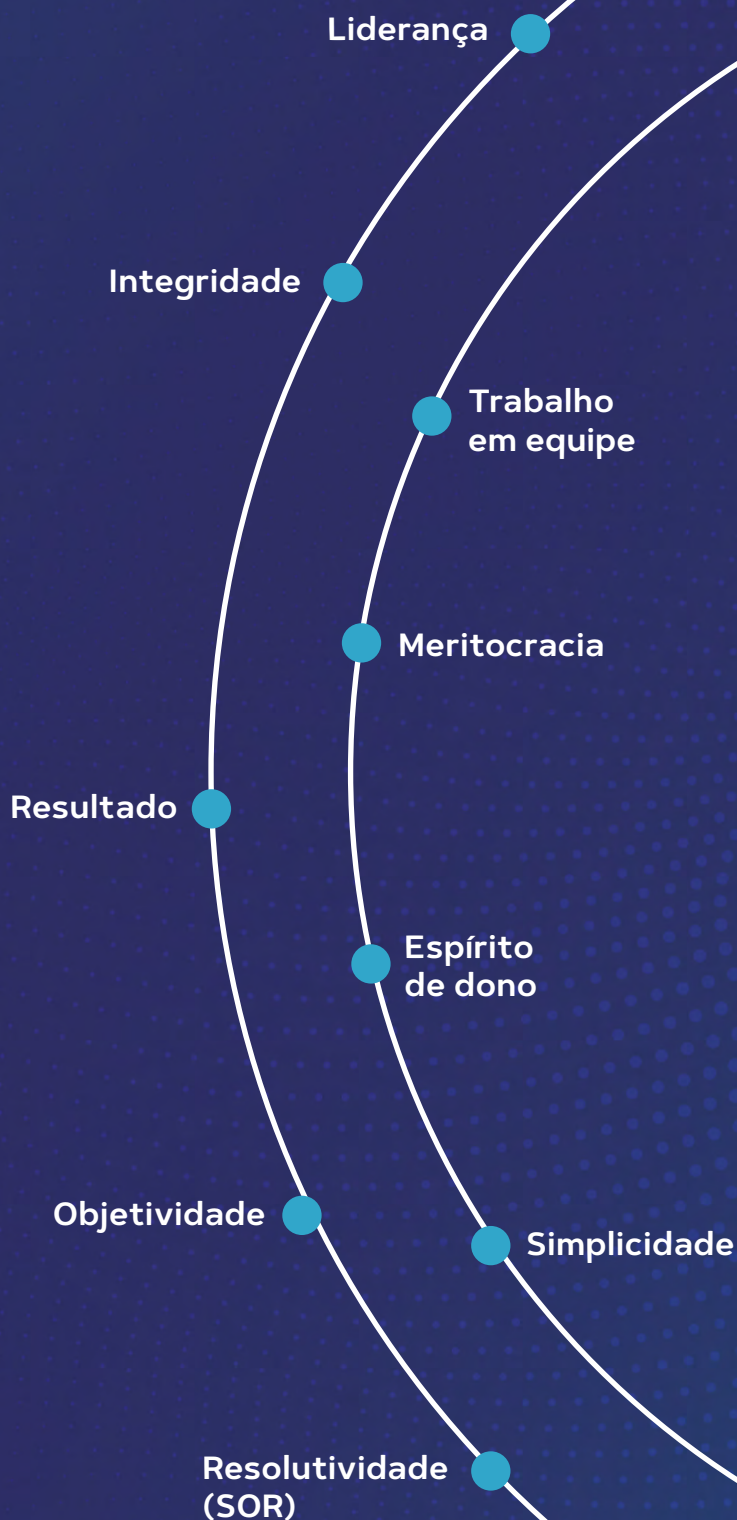 Liderança
Integridade
Trabalho
em equipe
Meritocracia
Resultado
Espírito
de dono
Objetividade
Simplicidade
Resolutividade
(SOR)